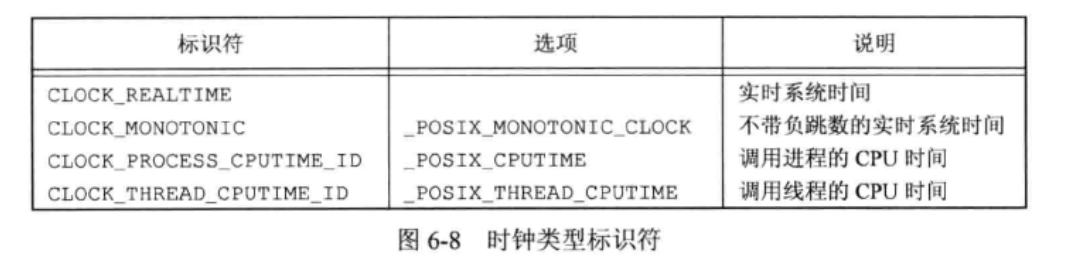 标识符 选项 说明
CLOCK_REALTIME 实时系统时间
CLOCK_MONOTONIC _POSIX_MONOTONIC_CLOCK 不带负跳数的实时系统时间
CLOCK_PROCESS_CPUTIME_ID _POSIX_CPUTIME 调用进程的 CPU 时间
CLOCK_THREAD_CPUTIME_ID _POSIX_THREAD_CPUTIME 调用线程的 CPU 时间
图 6-8 时钟类型标识符